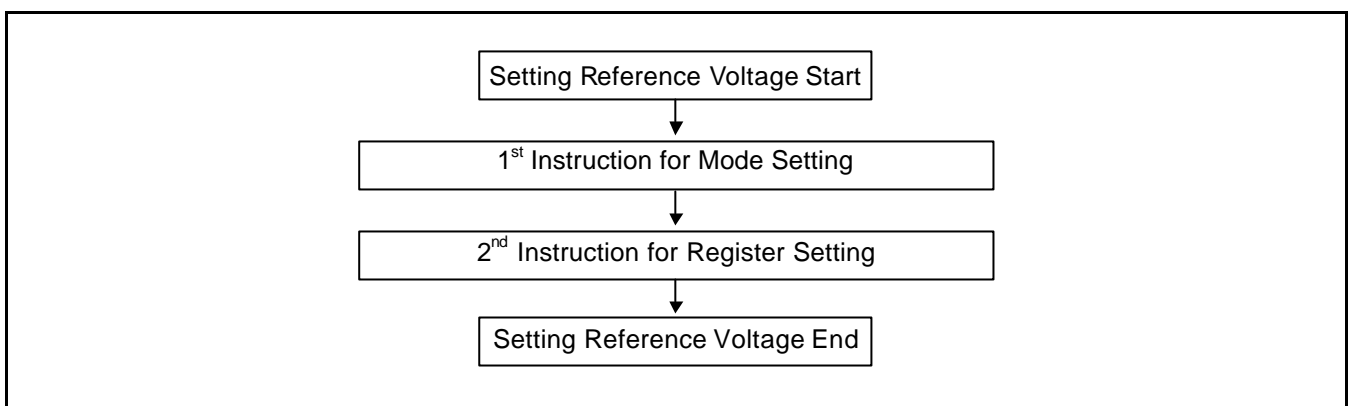 Setting Reference Voltage Start
1st Instruction for Mode Setting
2nd Instruction for Register Setting
Setting Reference Voltage End